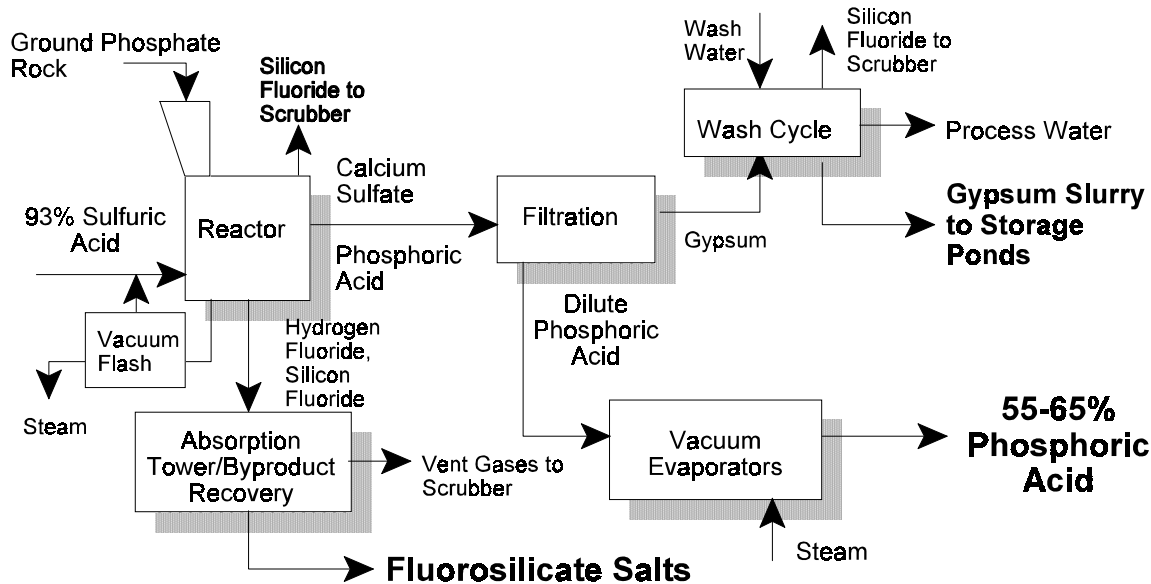 Ground Phosphate
Rock
Silicon
Fluoride to
Scrubber
Wash
Water
Silicon
Fluoride to
Scrubber
Wash Cycle
Process Water
Calcium
Sulfate
93% Sulfuric
Acid
Reactor
Filtration
Gypsum
Gypsum Slurry
to Storage
Ponds
Phosphoric
Acid
Vacuum
Flash
Steam
Hydrogen
Fluoride,
Silicon
Fluoride
Dilute
Phosphoric
Acid
Absorption
Tower/Byproduct
Recovery
Vent Gases to
Scrubber
Vacuum
Evaporators
55-65%
Phosphoric
Acid
Steam
Fluorosilicate Salts